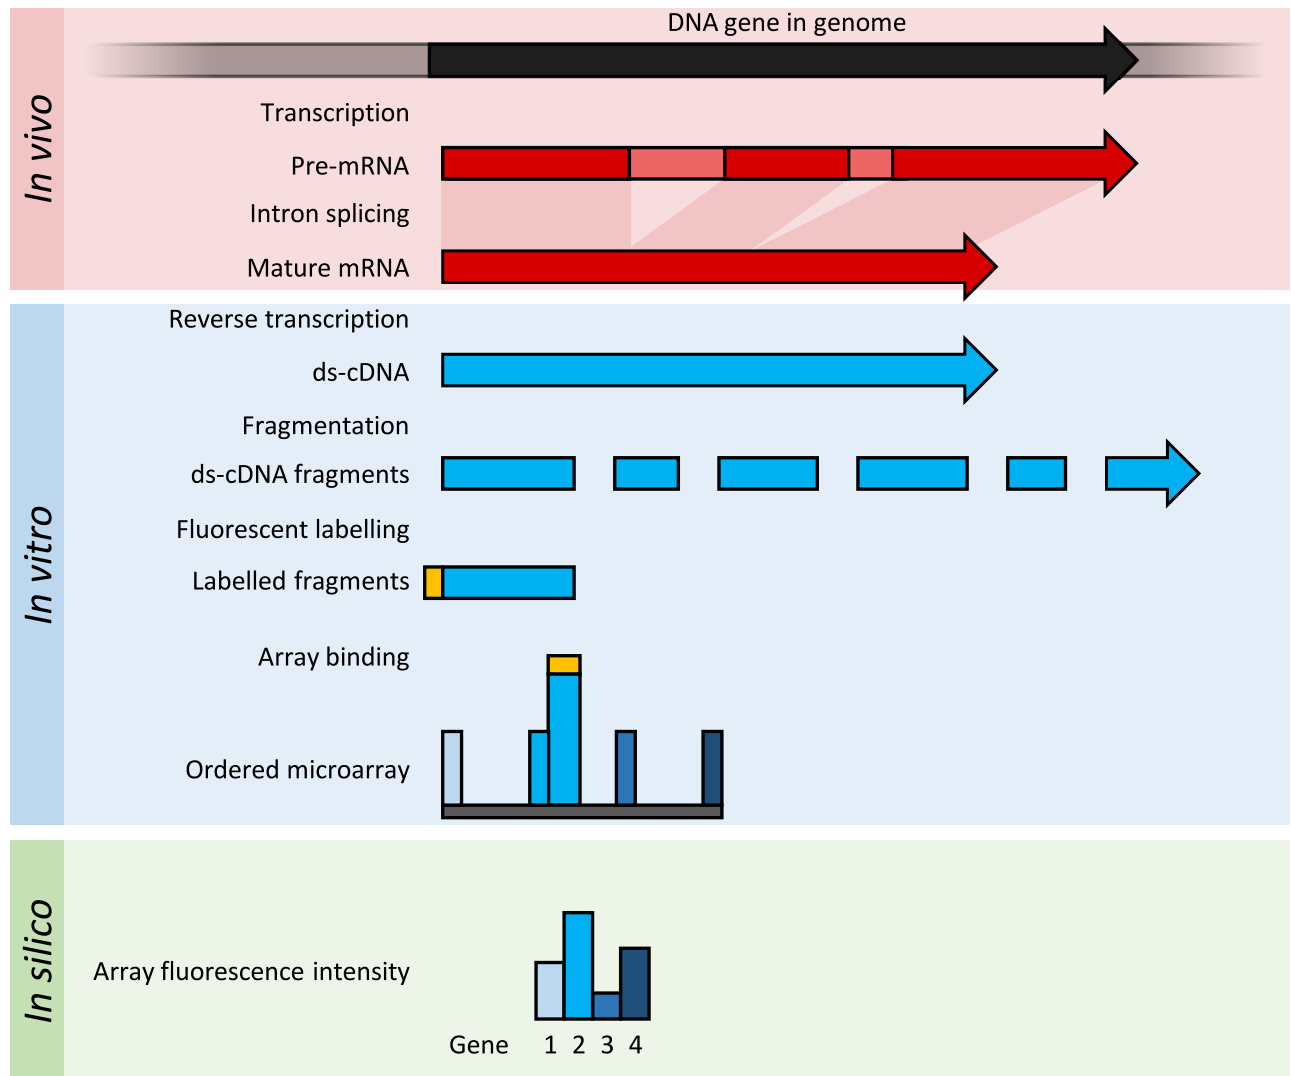 In vivo
DNA gene in genome
Transcription
Pre-mRNA
Intron splicing
Mature mRNA
In vitro
Reverse transcription
ds-cDNA
Fragmentation
ds-cDNA fragments
Fluorescent labelling
Labelled fragments
Array binding
Ordered microarray
In silico
Array fluorescence intensity
Gene 1 2 3 4